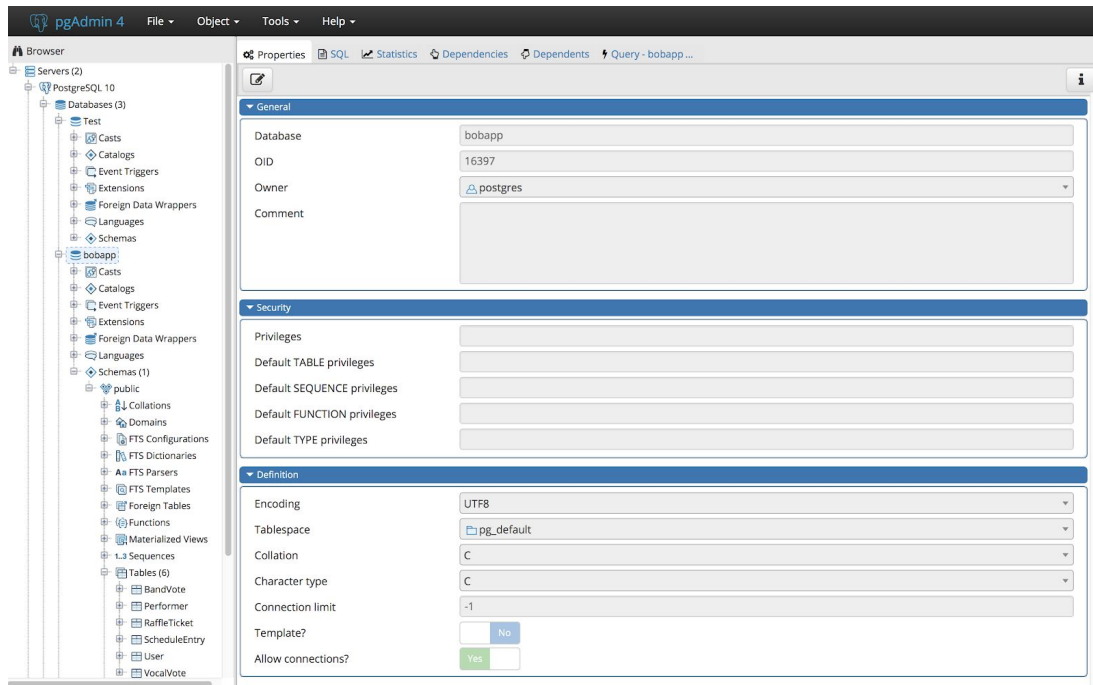 pgAdmin 4 File Object Tools Help
Browser
Servers (2)
PostgreSQL 10
Databases (3)
Test
Casts
Catalogs
Event Triggers
Extensions
Foreign Data Wrappers
Languages
Schemas
bobapp
Casts
Catalogs
Event Triggers
Extensions
Foreign Data Wrappers
Languages
Schemas (1)
public
Collations
Domains
FTS Configurations
FTS Dictionaries
Aa FTS Parsers
FTS Templates
Foreign Tables
Functions
Materialized Views
1..3 Sequences
Tables (6)
BandVote
Performer
RaffleTicket
ScheduleEntry
User
VocalVote
Properties SQL Statistics Dependencies Dependents Query - bobapp ...
i
General
Database bobapp
OID 16397
Owner postgres
Comment
Security
Privileges
Default TABLE privileges
Default SEQUENCE privileges
Default FUNCTION privileges
Default TYPE privileges
Definition
Encoding UTF8
Tablespace pg_default
Collation C
Character type C
Connection limit -1
Template? No
Allow connections? Yes